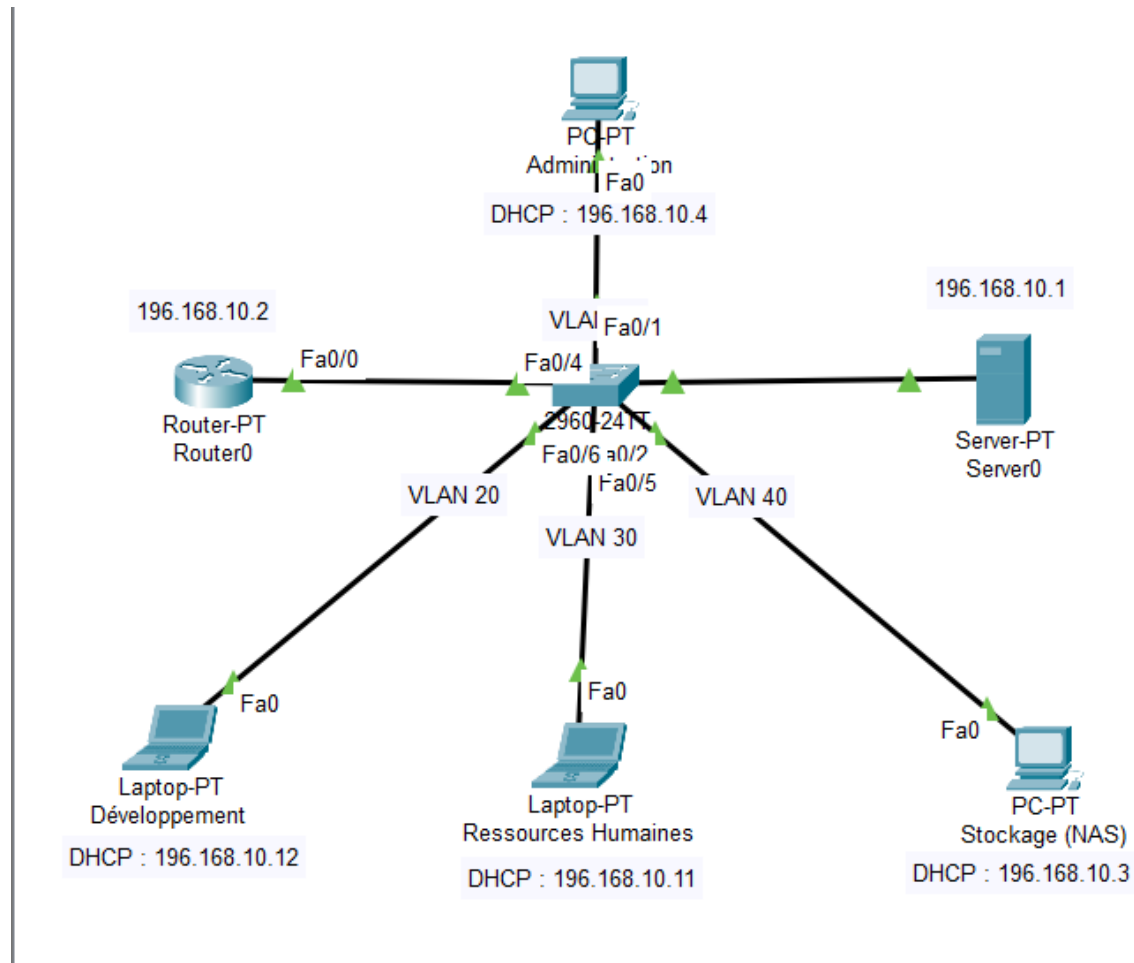 PC-PT
Fa0
DHCP : 196.168.10.4
196.168.10.2
196.168.10.1
Fa0/1
Fa0/0
Fa0/4
Router-PT
Router0
Server-PT
Server0
Fa0/6
Fa0/5
VLAN 20
VLAN 40
VLAN 30
Fa0
Fa0
Fa0
Laptop-PT
Développement
DHCP : 196.168.10.12
Laptop-PT
Ressources Humaines
DHCP : 196.168.10.11
PC-PT
Stockage (NAS)
DHCP : 196.168.10.3